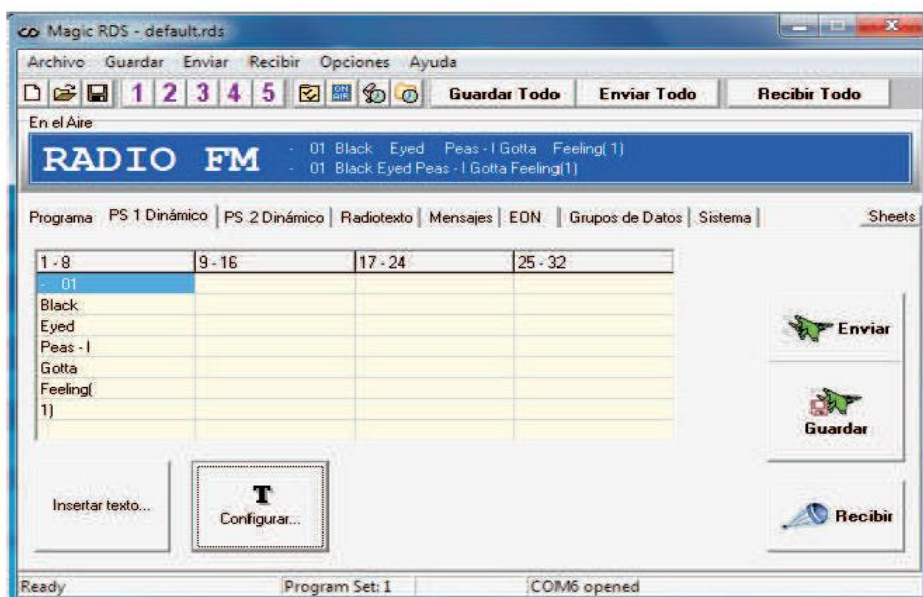 Magic RDS - default.rds
Archivo Guardar Enviar Recibir Opciones Ayuda
1 2 3 4 5 ON AIR Guardar Todo Enviar Todo Recibir Todo
En el Aire
RADIO FM
- 01 Black Eyed Peas - I Gotta Feeling( 1)
- 01 Black Eyed Peas - I Gotta Feeling(1)
Programa PS 1 Dinámico PS 2 Dinámico Radiotexto Mensajes EON Grupos de Datos Sistema Sheets
1 - 8 9 - 16 17 - 24 25 - 32
- 01
Black
Eyed
Peas - I
Gotta
Feeling(
1)
Enviar
Guardar
Insertar texto...
T
Configurar...
Recibir
Ready Program Set: 1 COM6 opened